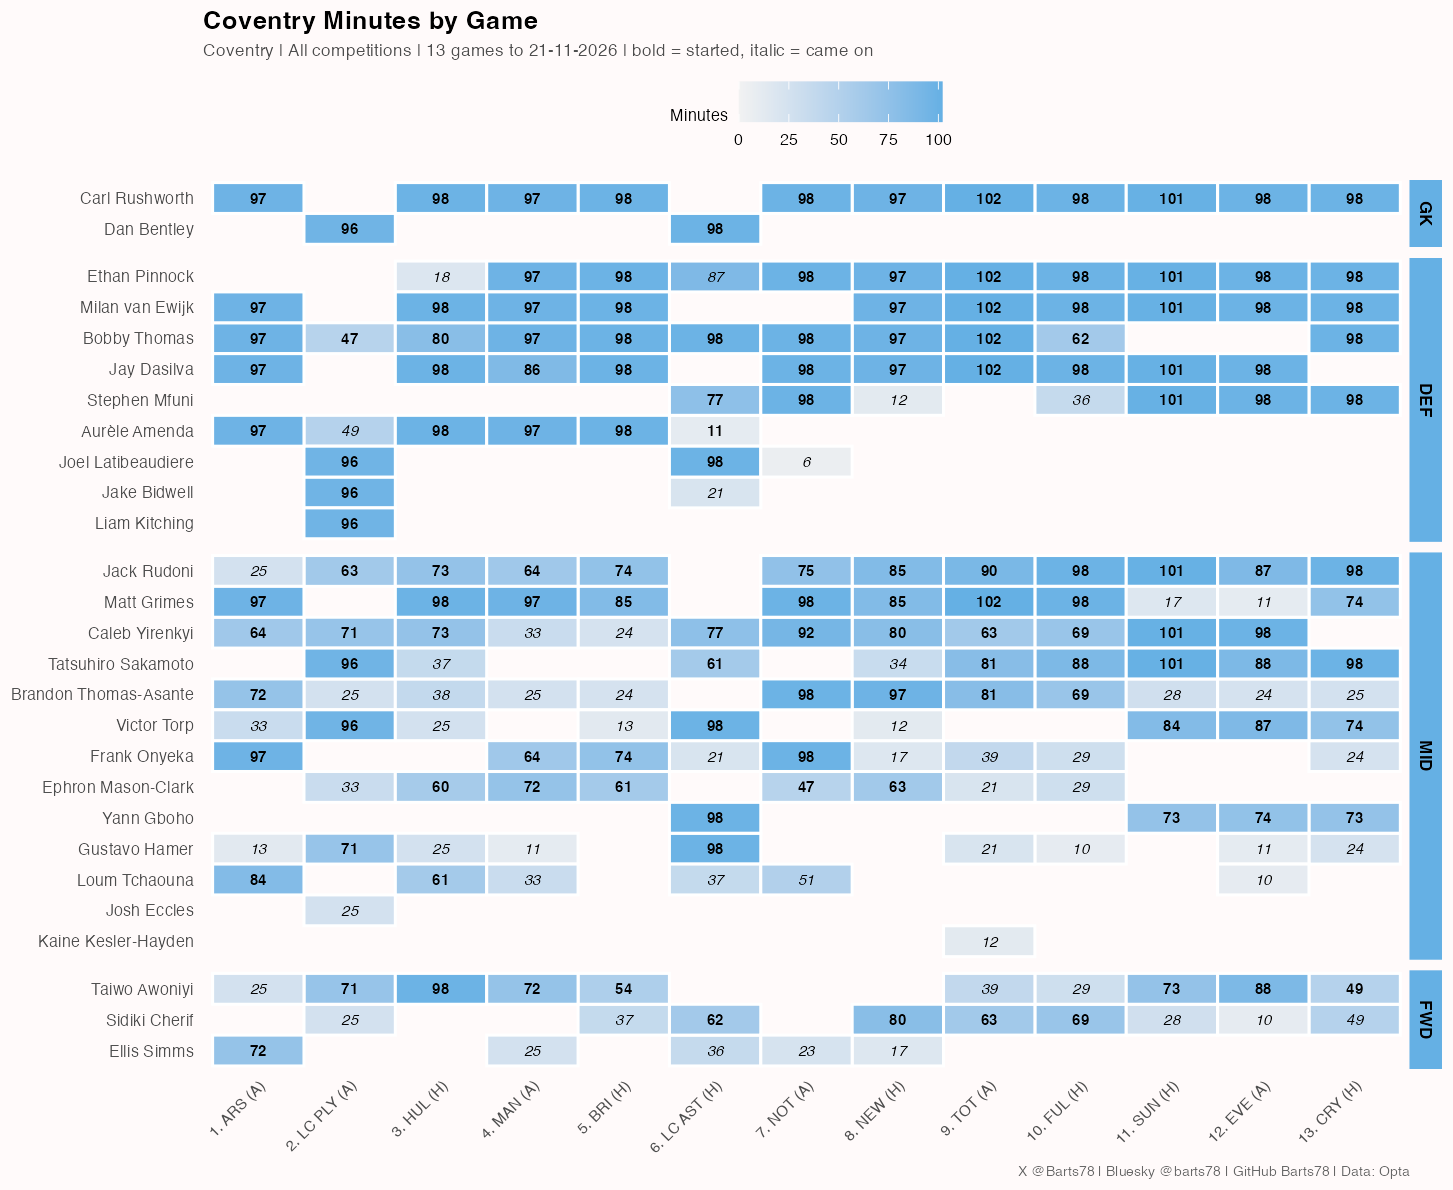 Coventry Minutes by Game
Coventry | All competitions | 13 games to 21-11-2026 | bold = started, italic = came on
Minutes
0 25 50 75 100
Carl Rushworth 97 98 97 98 98 97 102 98 101 98 98
Dan Bentley 96 98
GK
Ethan Pinnock 18 97 98 87 98 97 102 98 101 98 98
Milan van Ewijk 97 98 97 98 97 102 98 101 98 98
Bobby Thomas 97 47 80 97 98 98 98 97 102 62 98
Jay Dasilva 97 98 86 98 98 97 102 98 101 98
Stephen Mfuni 77 98 12 36 101 98 98
Aurèle Amenda 97 49 98 97 98 11
Joel Latibeaudiere 96 98 6
Jake Bidwell 96 21
Liam Kitching 96
DEF
Jack Rudoni 25 63 73 64 74 75 85 90 98 101 87 98
Matt Grimes 97 98 97 85 98 85 102 98 17 11 74
Caleb Yirenkyi 64 71 73 33 24 77 92 80 63 69 101 98
Tatsuhiro Sakamoto 96 37 61 34 81 88 101 88 98
Brandon Thomas-Asante 72 25 38 25 24 98 97 81 69 28 24 25
Victor Torp 33 96 25 13 98 12 84 87 74
Frank Onyeka 97 64 74 21 98 17 39 29 24
Ephron Mason-Clark 33 60 72 61 47 63 21 29
Yann Gboho 98 73 74 73
Gustavo Hamer 13 71 25 11 98 21 10 11 24
Loum Tchaouna 84 61 33 37 51 10
Josh Eccles 25
Kaine Kesler-Hayden 12
MID
Taiwo Awoniyi 25 71 98 72 54 39 29 73 88 49
Sidiki Cherif 25 37 62 80 63 69 28 10 49
Ellis Simms 72 25 36 23 17
FWD
1. ARS (A) 2. LC PLY (A) 3. HUL (H) 4. MAN (A) 5. BRI (H) 6. LC AST (H) 7. NOT (A) 8. NEW (H) 9. TOT (A) 10. FUL (H) 11. SUN (H) 12. EVE (A) 13. CRY (H)
X @Barts78 | Bluesky @barts78 | GitHub Barts78 | Data: Opta